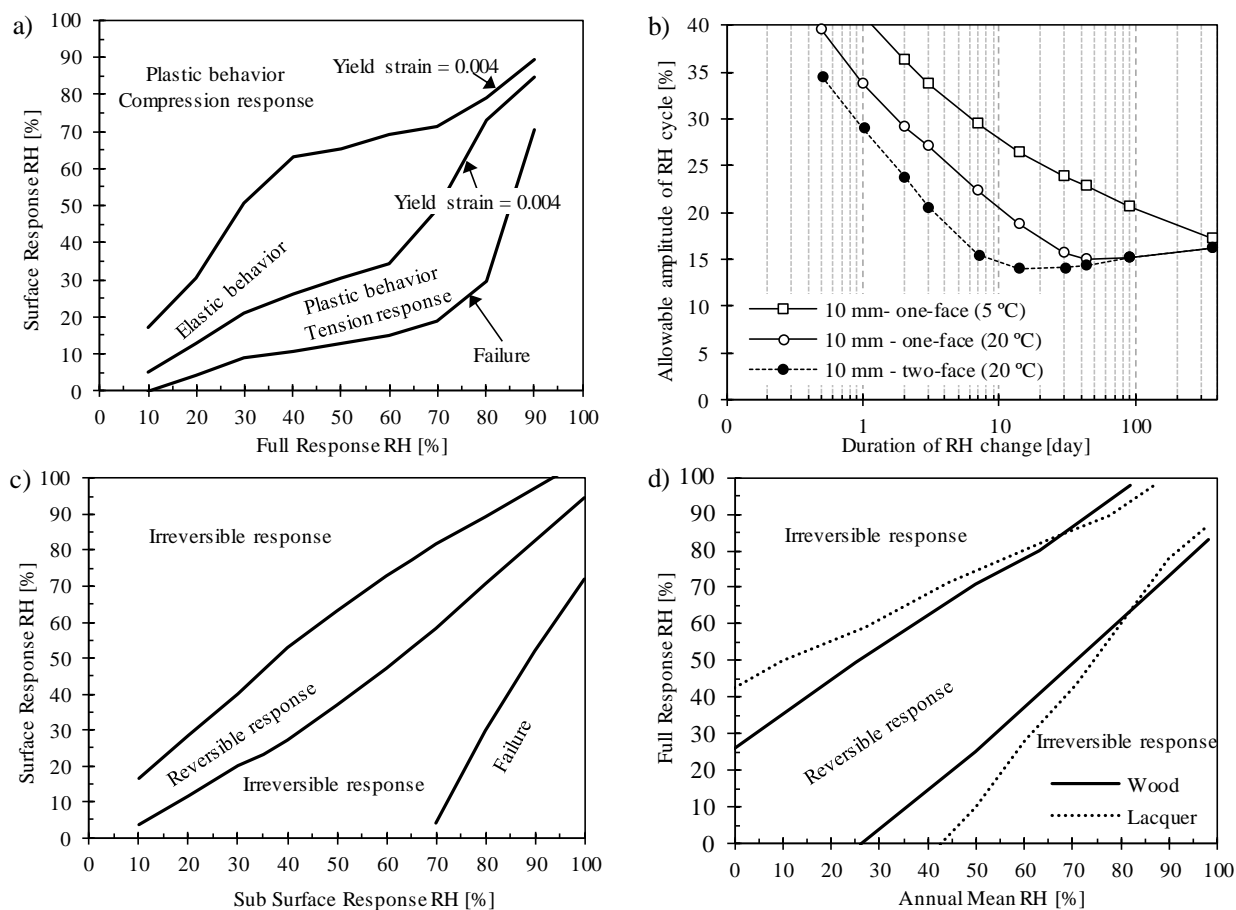 a)
Surface Response RH [%]
100
90
80
70
60
50
40
30
20
10
0
Plastic behavior
Compression response
Yield strain = 0.004
Yield strain = 0.004
Elastic behavior
Plastic behavior
Tension response
Failure
0 10 20 30 40 50 60 70 80 90 100
Full Response RH [%]
b)
Allowable amplitude of RH cycle [%]
40
35
30
25
20
15
10
5
0
10 mm- one-face (5 ºC)
10 mm - one-face (20 ºC)
10 mm - two-face (20 ºC)
0 1 10 100
Duration of RH change [day]
c)
Surface Response RH [%]
100
90
80
70
60
50
40
30
20
10
0
Irreversible response
Reversible response
Irreversible response
Failure
0 10 20 30 40 50 60 70 80 90 100
Sub Surface Response RH [%]
d)
Full Response RH [%]
100
90
80
70
60
50
40
30
20
10
0
Irreversible response
Reversible response
Irreversible response
Wood
Lacquer
0 10 20 30 40 50 60 70 80 90 100
Annual Mean RH [%]